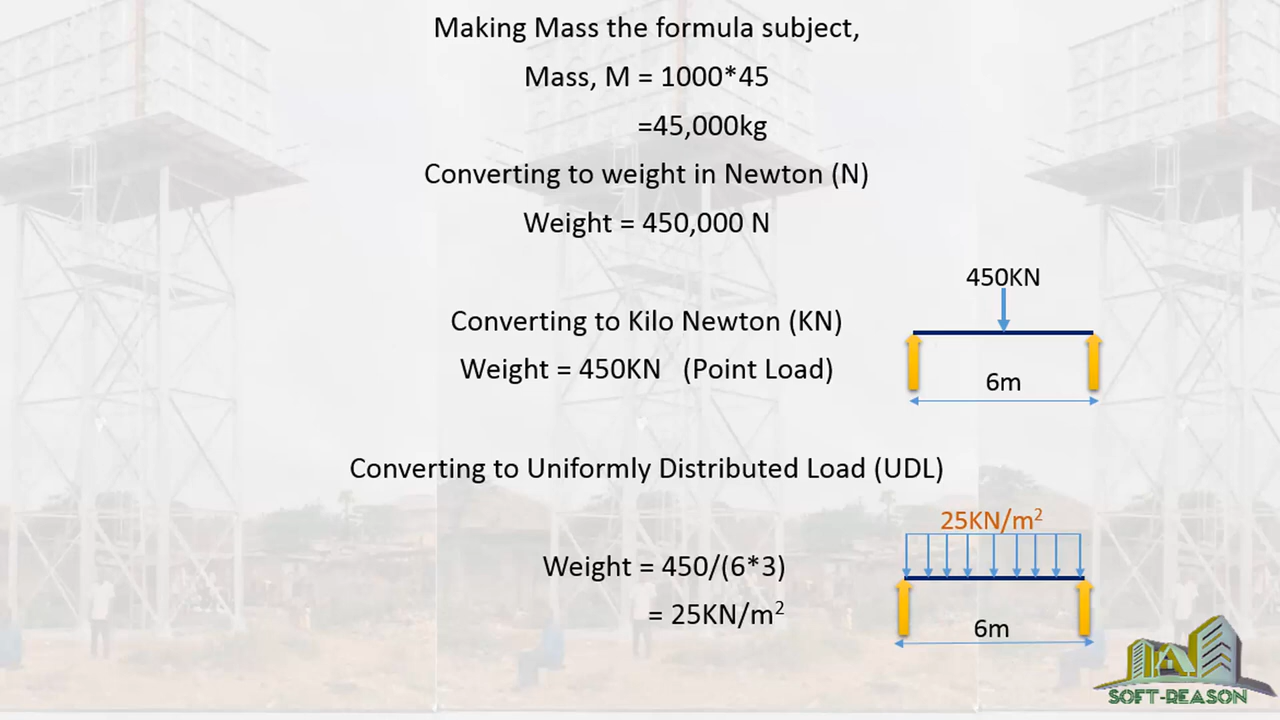 Making Mass the formula subject,
Mass, M = 1000*45
=45,000kg
Converting to weight in Newton (N)
Weight = 450,000 N
450KN
Converting to Kilo Newton (KN)
Weight = 450KN (Point Load)
6m
Converting to Uniformly Distributed Load (UDL)
25KN/m²
Weight = 450/(6*3)
= 25KN/m²
6m
SOFT-REASON